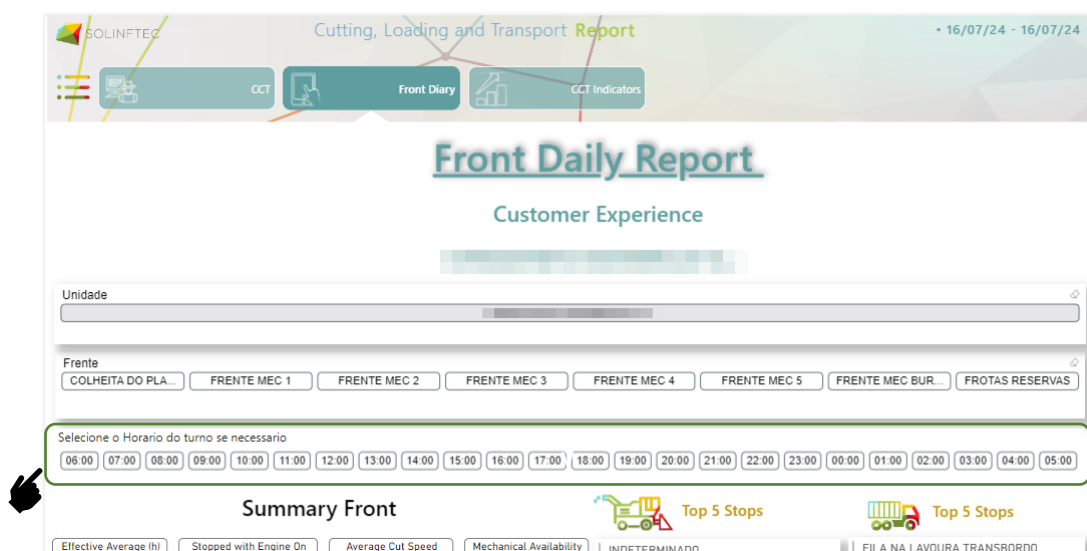 SOLINFTEC
Cutting, Loading and Transport Report
• 16/07/24 - 16/07/24
CCT
Front Diary
CCT Indicators
Front Daily Report
Customer Experience
Unidade
Frente
COLHEITA DO PLA... FRENTE MEC 1 FRENTE MEC 2 FRENTE MEC 3 FRENTE MEC 4 FRENTE MEC 5 FRENTE MEC BUR... FROTAS RESERVAS
Selecione o Horario do turno se necessario
06:00 07:00 08:00 09:00 10:00 11:00 12:00 13:00 14:00 15:00 16:00 17:00 18:00 19:00 20:00 21:00 22:00 23:00 00:00 01:00 02:00 03:00 04:00 05:00
Summary Front
Top 5 Stops
Top 5 Stops
Effective Average (h) Stopped with Engine On Average Cut Speed Mechanical Availability
INDETERMINADO
FILA NA LAVOURA TRANSBORDO